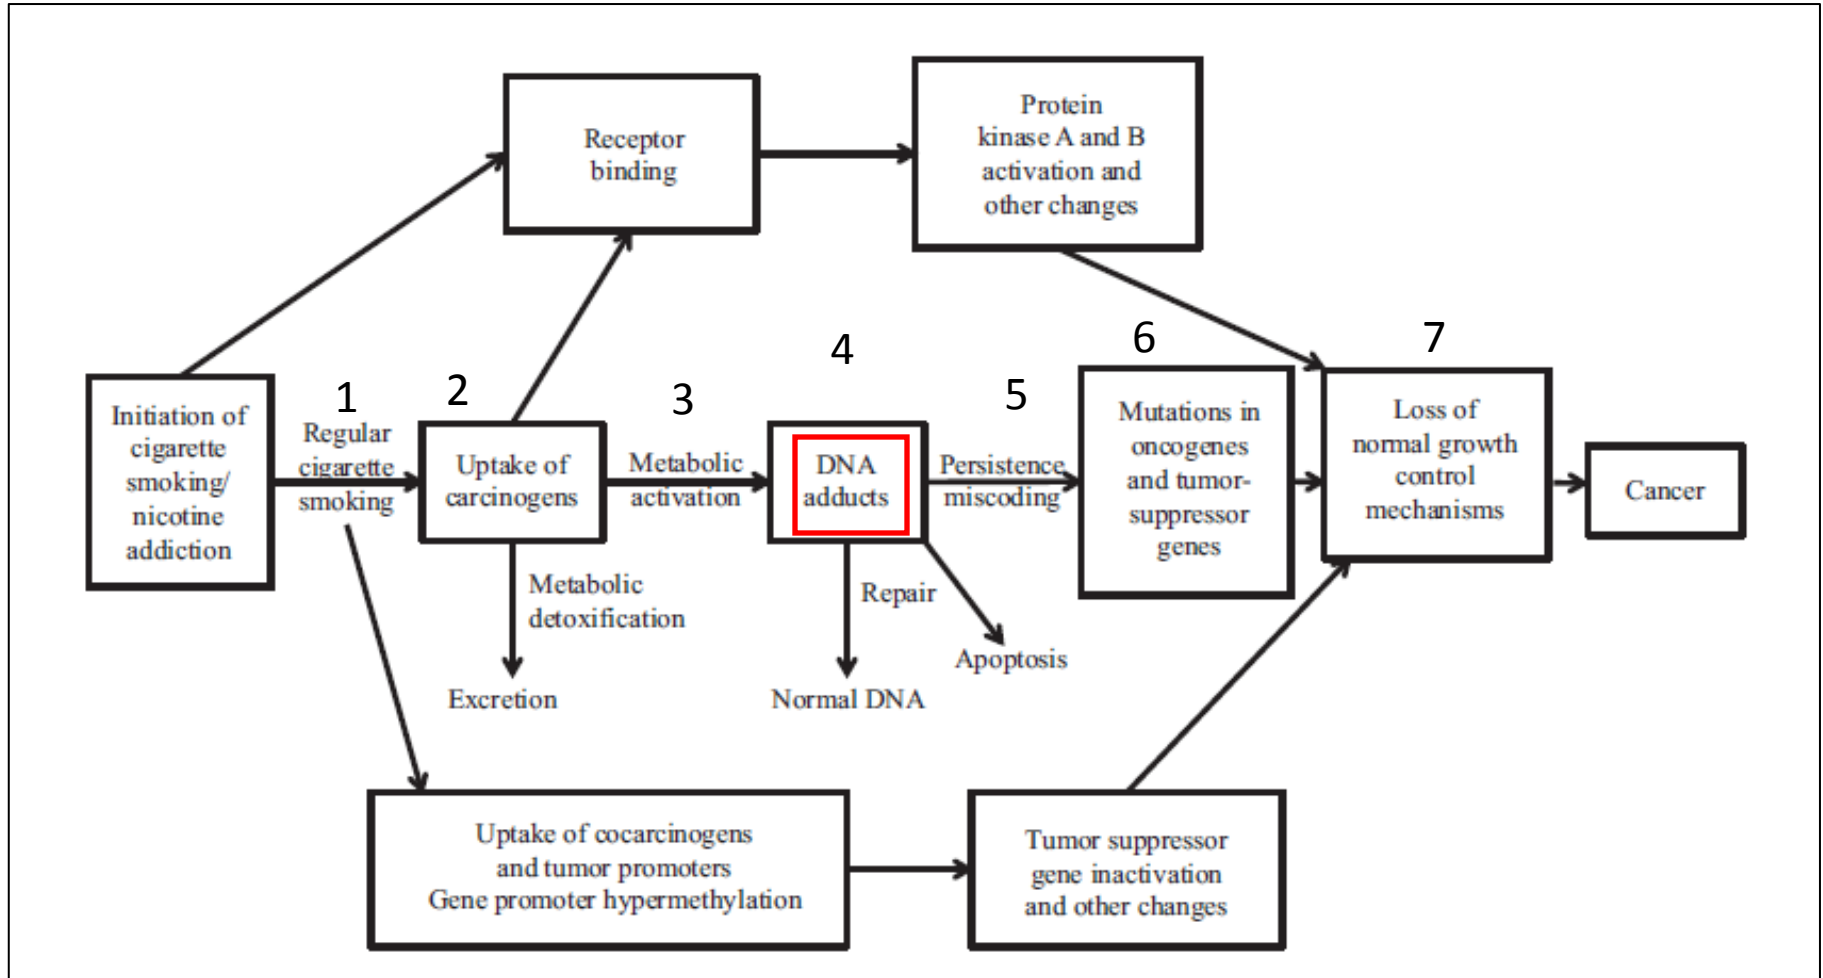 Receptor
binding
Protein
kinase A and B
activation and
other changes
Initiation of
cigarette
smoking/
nicotine
addiction
1
Regular
cigarette
smoking
2
Uptake of
carcinogens
3
Metabolic
activation
4
DNA
adducts
5
Persistence
miscoding
6
Mutations in
oncogenes
and tumor-
suppressor
genes
7
Loss of
normal growth
control
mechanisms
Cancer
Metabolic
detoxification
Excretion
Repair
Normal DNA
Apoptosis
Uptake of cocarcinogens
and tumor promoters
Gene promoter hypermethylation
Tumor suppressor
gene inactivation
and other changes